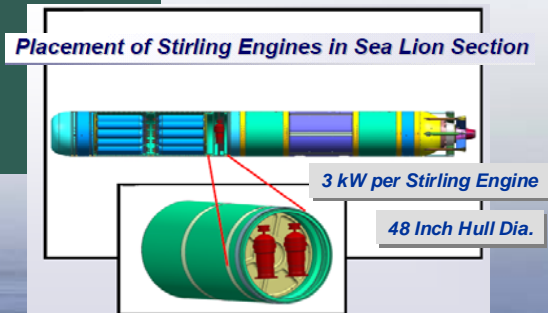 Placement of Stirling Engines in Sea Lion Section
3 kW per Stirling Engine
48 Inch Hull Dia.